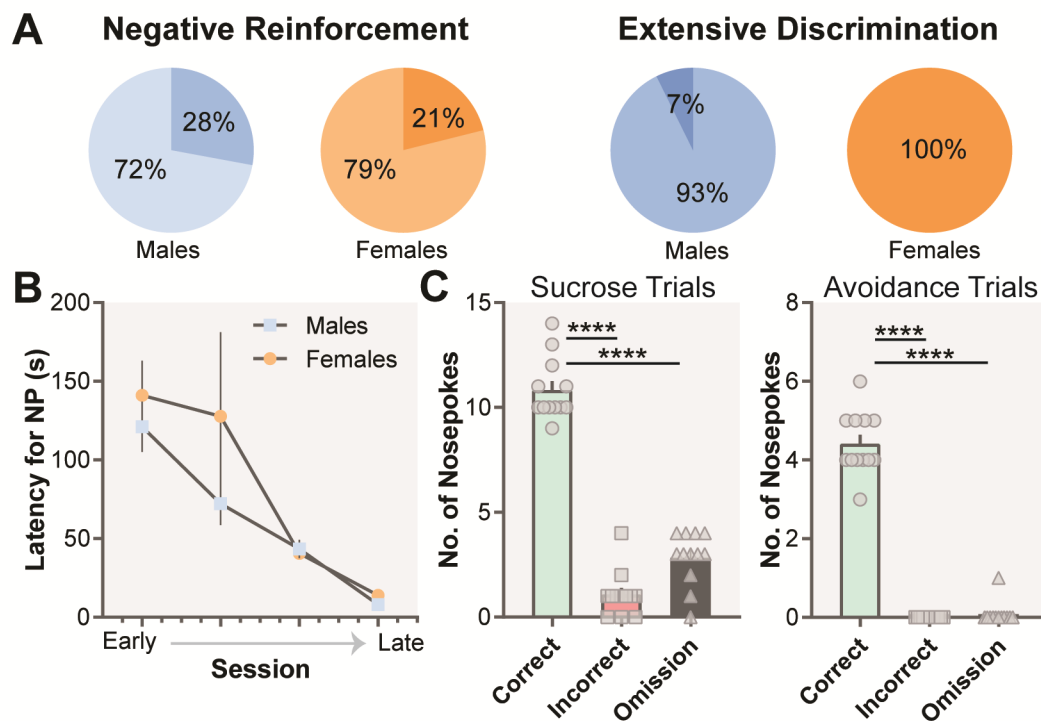 A
Negative Reinforcement
Extensive Discrimination
28%
72%
Males
21%
79%
Females
7%
93%
Males
100%
Females
B
Latency for NP (s)
200
150
100
50
0
Males
Females
Early
Late
Session
C
Sucrose Trials
No. of Nosepokes
15
10
5
0
****
****
Correct
Incorrect
Omission
Avoidance Trials
No. of Nosepokes
8
6
4
2
0
****
****
Correct
Incorrect
Omission